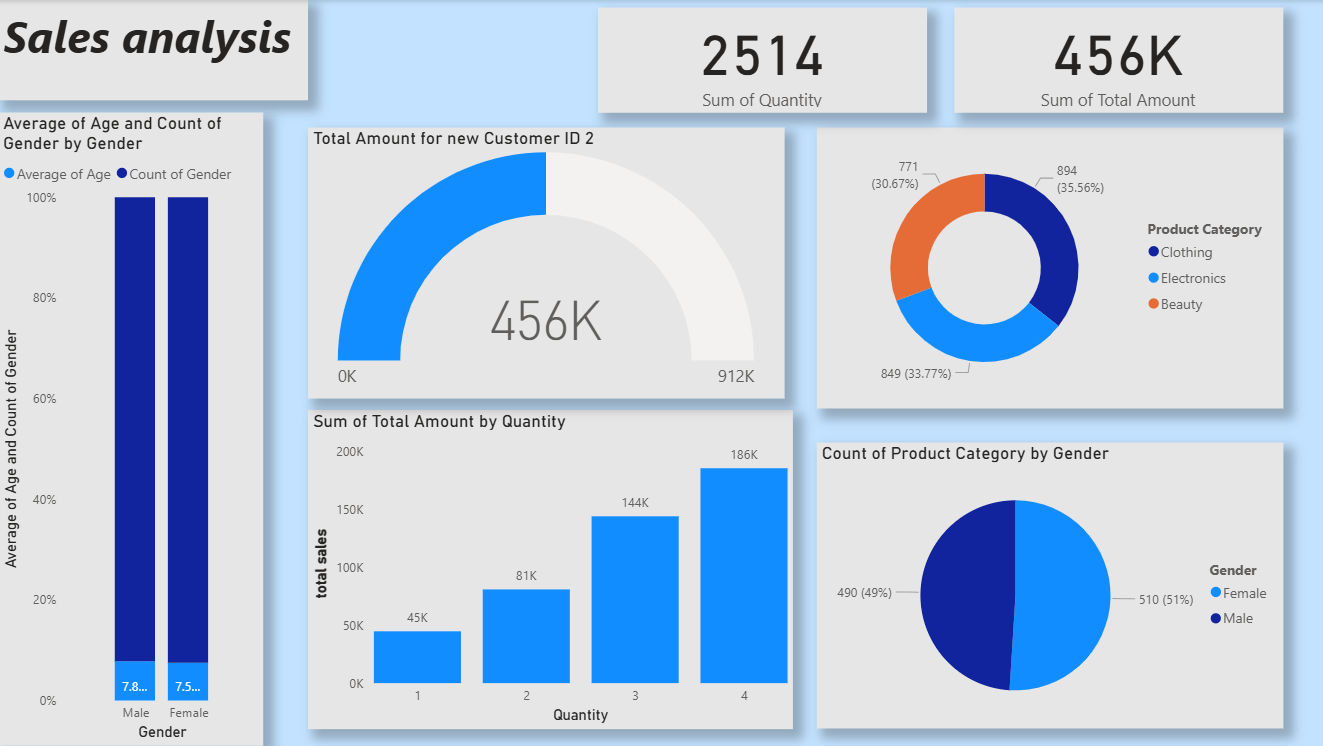 Sales analysis
2514
Sum of Quantity
456K
Sum of Total Amount
Average of Age and Count of
Gender by Gender
Average of Age
Count of Gender
Average of Age and Count of Gender
100%
80%
60%
40%
20%
0%
7.8...
7.5...
Male
Female
Gender
Total Amount for new Customer ID 2
456K
0K
912K
Sum of Total Amount by Quantity
total sales
200K
150K
100K
50K
0K
45K
81K
144K
186K
1
2
3
4
Quantity
771
(30.67%)
894
(35.56%)
849 (33.77%)
Product Category
Clothing
Electronics
Beauty
Count of Product Category by Gender
490 (49%)
510 (51%)
Gender
Female
Male